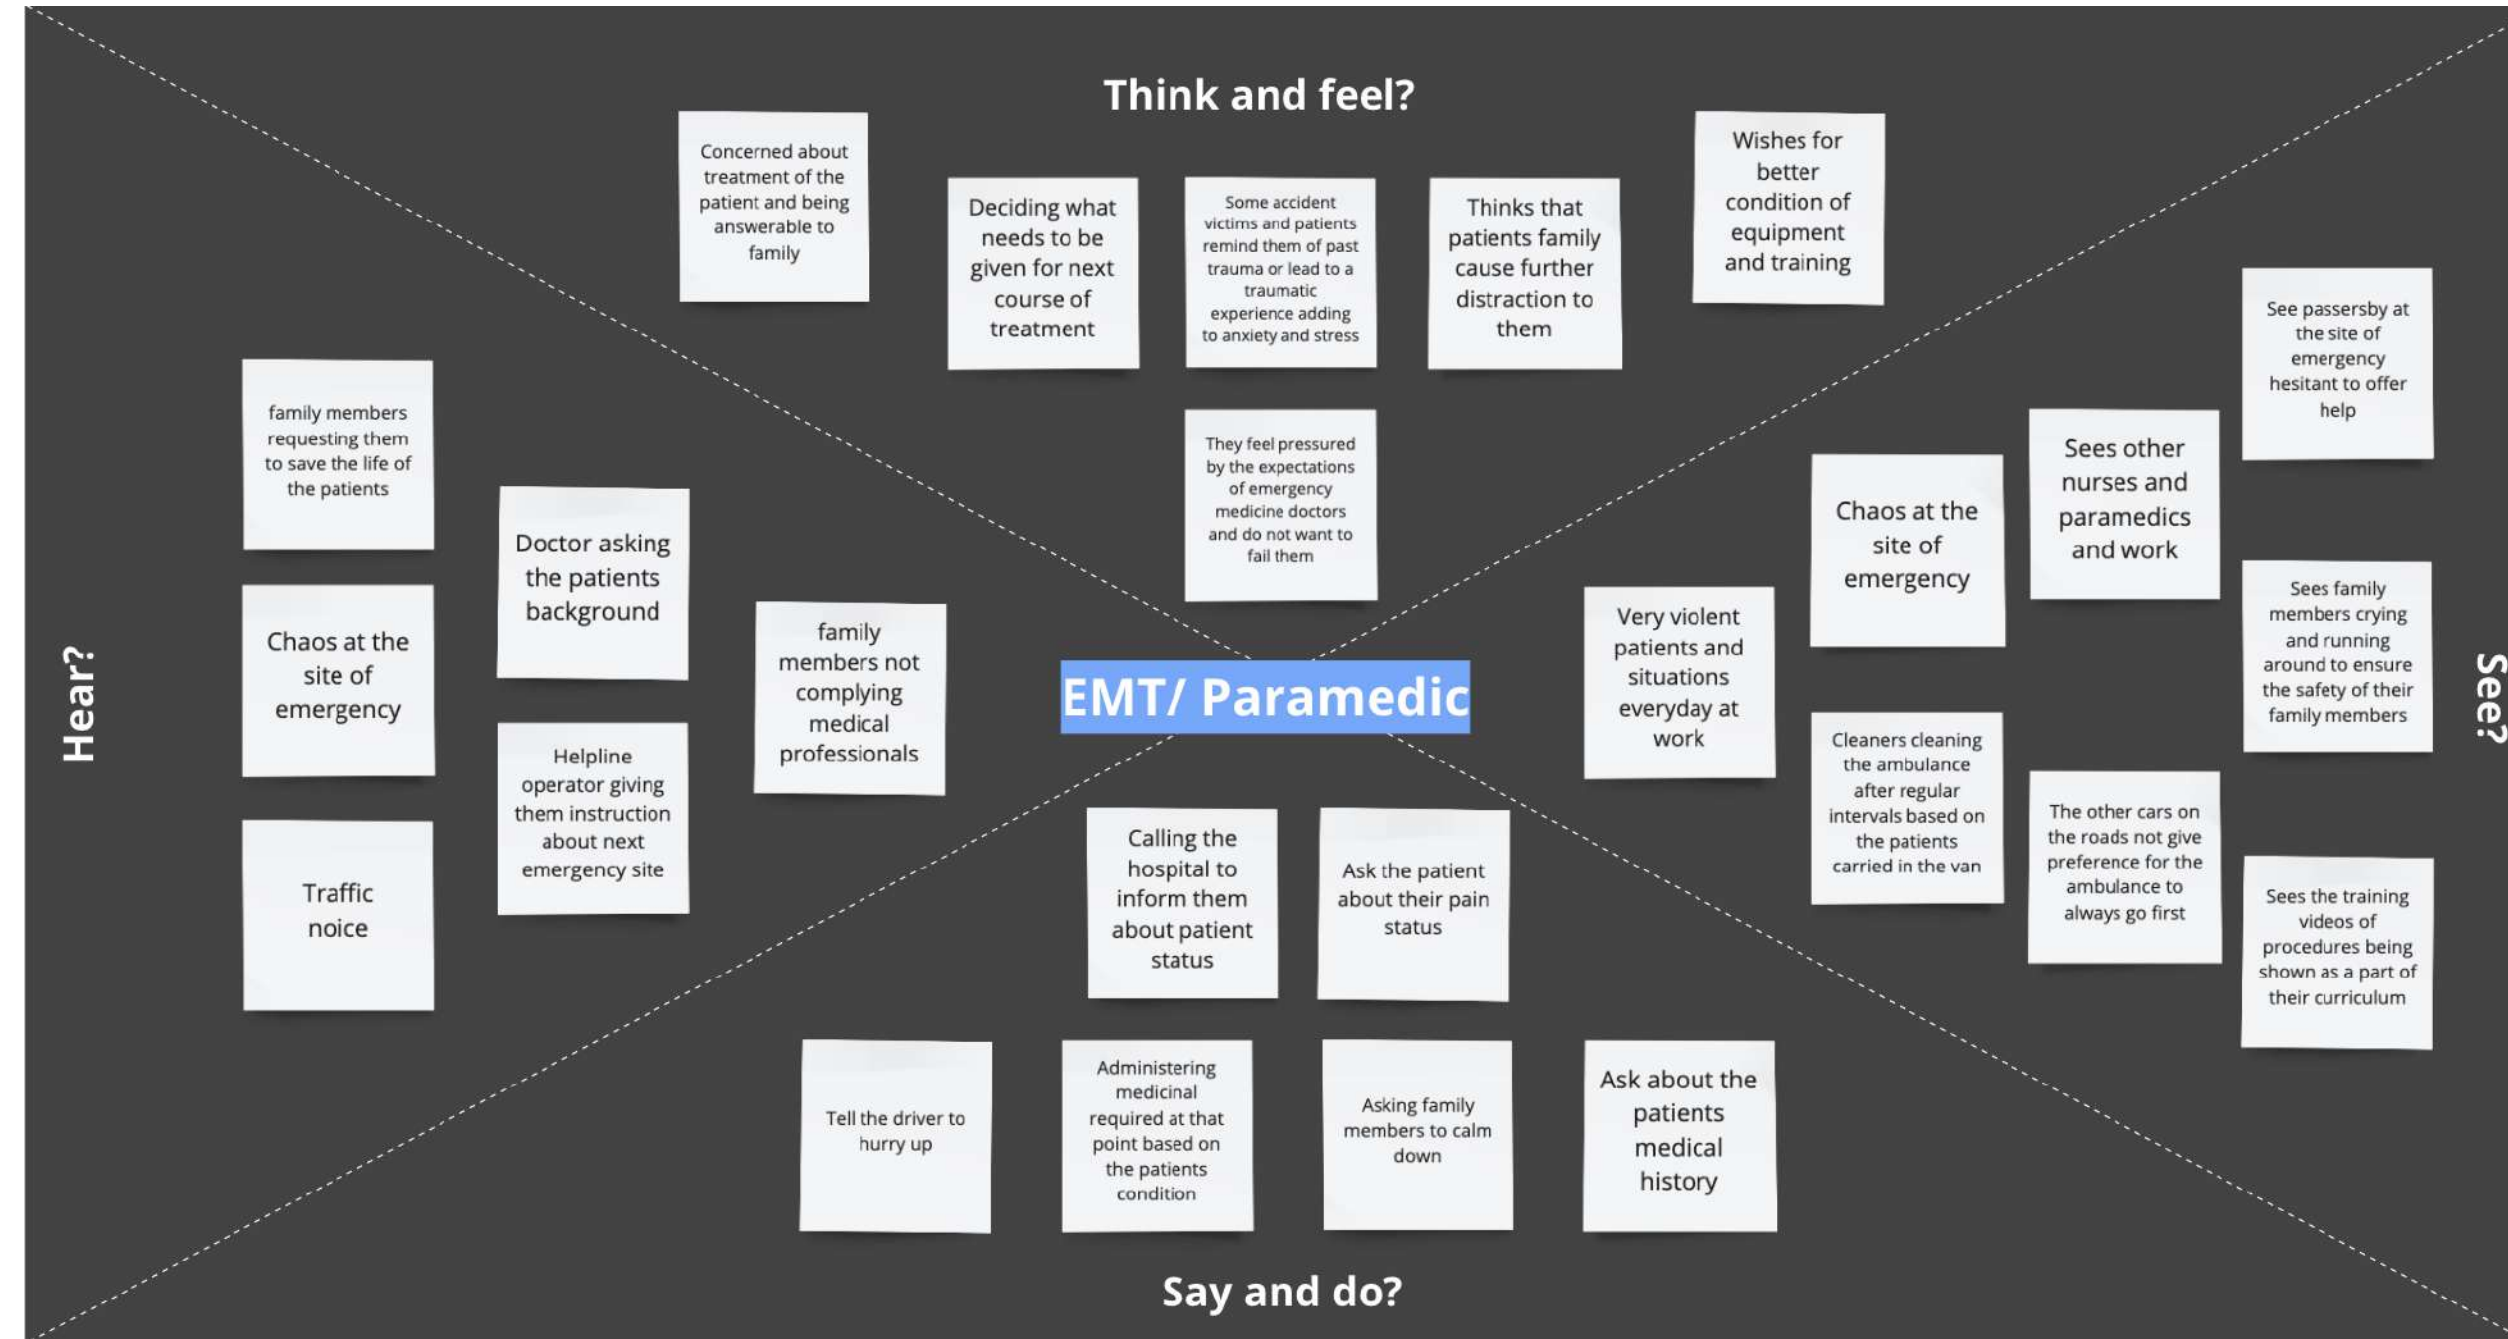 Think and feel?
Concerned about
treatment of the
patient and being
answerable to
family
Deciding what
needs to be
given for next
course of
treatment
Some accident
victims and patients
remind them of past
trauma or lead to a
traumatic
experience adding
to anxiety and stress
Thinks that
patients family
cause further
distraction to
them
Wishes for
better
condition of
equipment
and training
They feel pressured
by the expectations
of emergency
medicine doctors
and do not want to
fail them
Hear?
family members
requesting them
to save the life of
the patients
Chaos at the
site of
emergency
Traffic
noice
Doctor asking
the patients
background
Helpline
operator giving
them instruction
about next
emergency site
family
members not
complying
medical
professionals
EMT/ Paramedic
Very violent
patients and
situations
everyday at
work
Chaos at the
site of
emergency
Cleaners cleaning
the ambulance
after regular
intervals based on
the patients
carried in the van
Sees other
nurses and
paramedics
and work
The other cars on
the roads not give
preference for the
ambulance to
always go first
See passersby at
the site of
emergency
hesitant to offer
help
Sees family
members crying
and running
around to ensure
the safety of their
family members
Sees the training
videos of
procedures being
shown as a part of
their curriculum
See?
Calling the
hospital to
inform them
about patient
status
Ask the patient
about their pain
status
Tell the driver to
hurry up
Administering
medicinal
required at that
point based on
the patients
condition
Asking family
members to calm
down
Ask about the
patients
medical
history
Say and do?